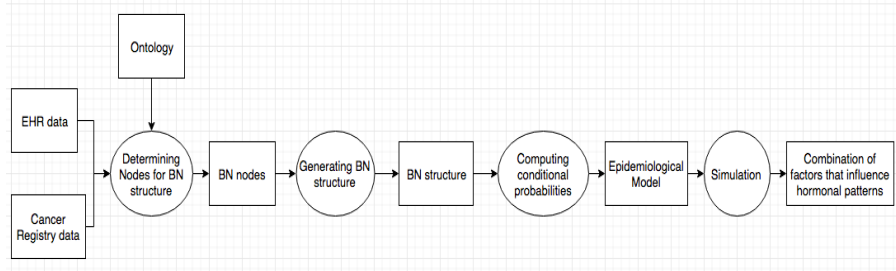 Ontology
EHR data
Cancer
Registry data
Determining
Nodes for BN
structure
BN nodes
Generating BN
structure
BN structure
Computing
conditional
probabilities
Epidemiological
Model
Simulation
Combination of
factors that influence
hormonal patterns